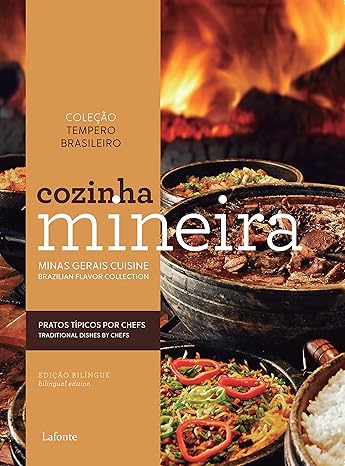 COLEÇÃO
TEMPERO
BRASILEIRO
cozinha
mineira
MINAS GERAIS CUISINE
BRAZILIAN FLAVOR COLLECTION
PRATOS TÍPICOS POR CHEFS
TRADITIONAL DISHES BY CHEFS
EDIÇÃO BILÍNGUE
bilingual edition
Lafonte